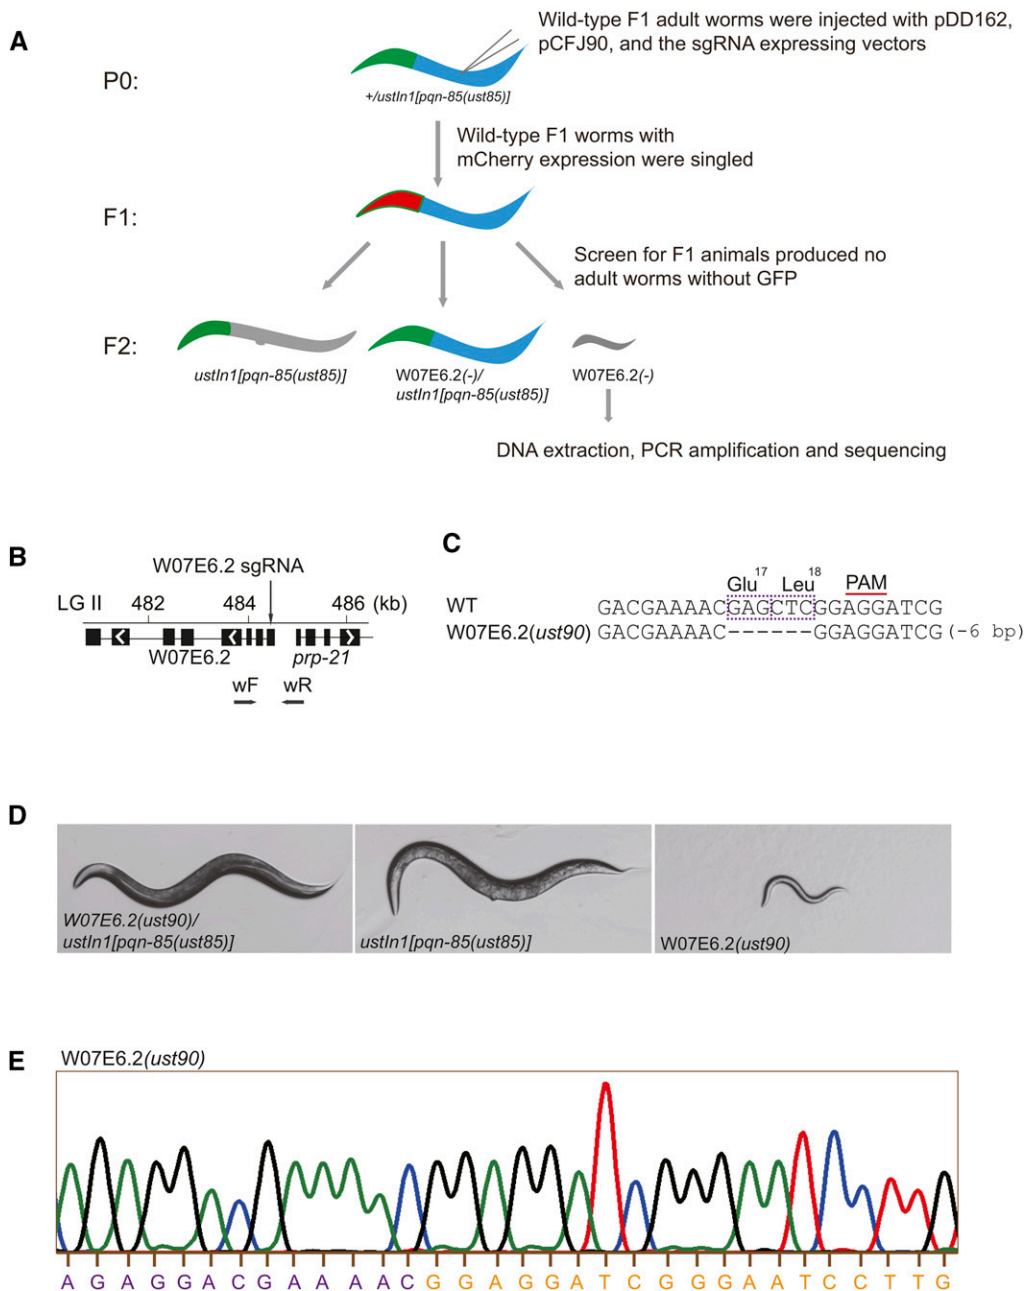 A
Wild-type F1 adult worms were injected with pDD162,
pCFJ90, and the sgRNA expressing vectors
P0:
+/ustIn1[pqn-85(ust85)]
Wild-type F1 worms with
mCherry expression were singled
F1:
Screen for F1 animals produced no
adult worms without GFP
F2:
ustIn1[pqn-85(ust85)]
W07E6.2(-)/
ustIn1[pqn-85(ust85)]
W07E6.2(-)
DNA extraction, PCR amplification and sequencing
B
W07E6.2 sgRNA
LG II 482 484 486 (kb)
W07E6.2 prp-21
wF wR
C
Glu17 Leu18 PAM
WT GACGAAAACGAGCTCGGAGGATCG
W07E6.2(ust90) GACGAAAAC------GGAGGATCG (-6 bp)
D
W07E6.2(ust90)/
ustIn1[pqn-85(ust85)]
ustIn1[pqn-85(ust85)]
W07E6.2(ust90)
E
W07E6.2(ust90)
A G A G G A C G A A A A C G G A G G A T C G G G A A T C C T T G